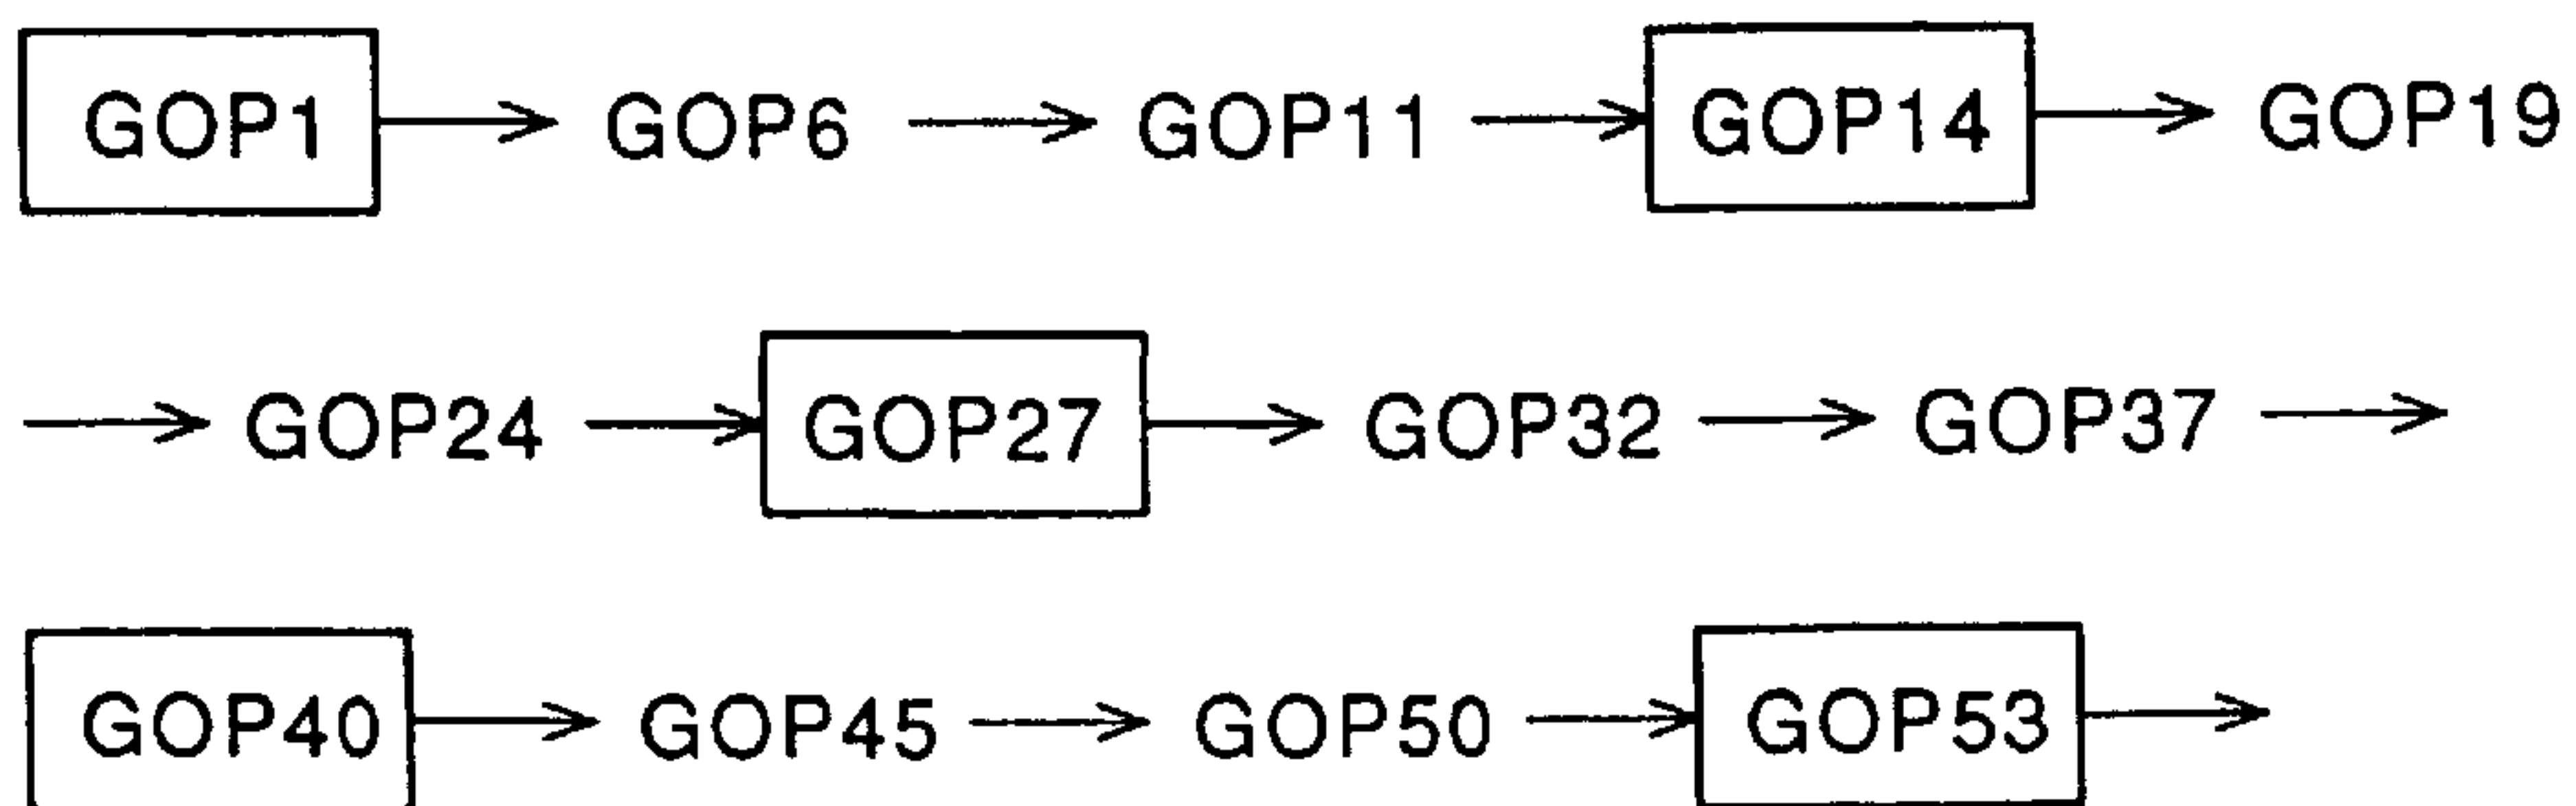 GOP1 → GOP6 → GOP11 → GOP14 → GOP19
→ GOP24 → GOP27 → GOP32 → GOP37 →
GOP40 → GOP45 → GOP50 → GOP53 →